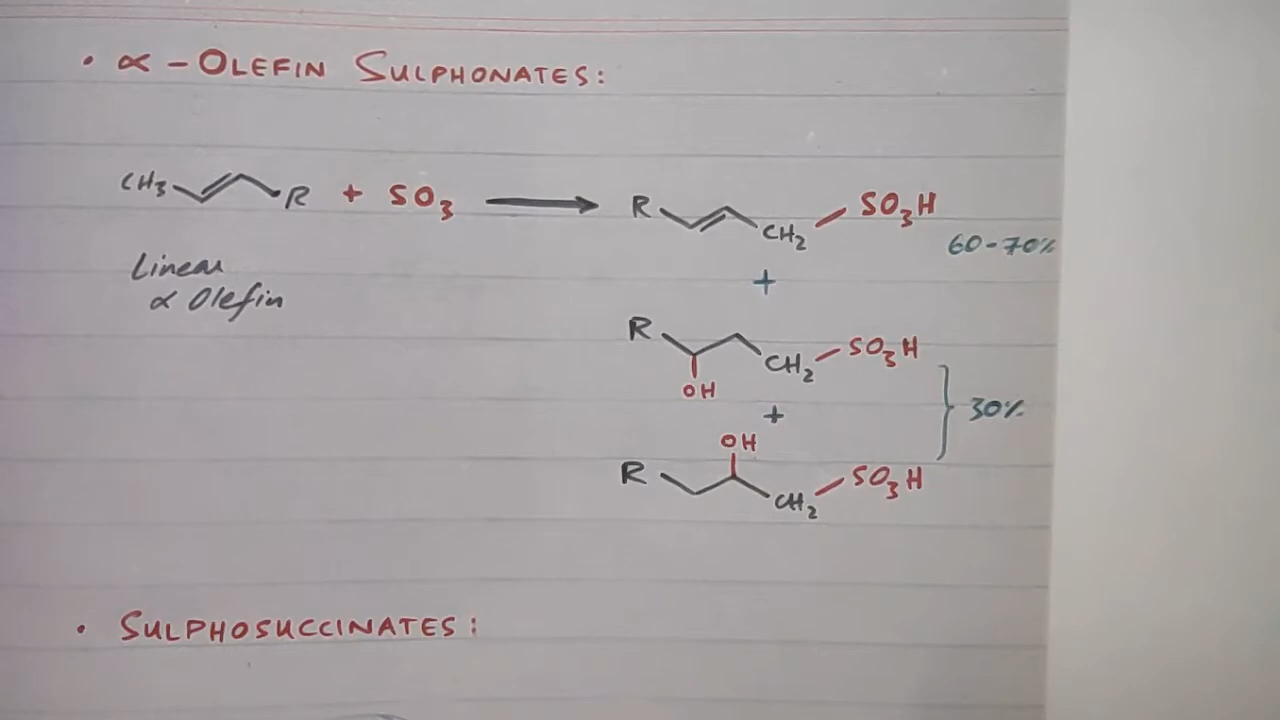 • ∝ - OLEFIN SULPHONATES:
CH₃ R + SO₃ → R CH₂ SO₃H
60-70%
Linear
∝ Olefin
+
R CH₂ SO₃H
OH
+
30%
OH
R CH₂ SO₃H
• SULPHOSUCCINATES: